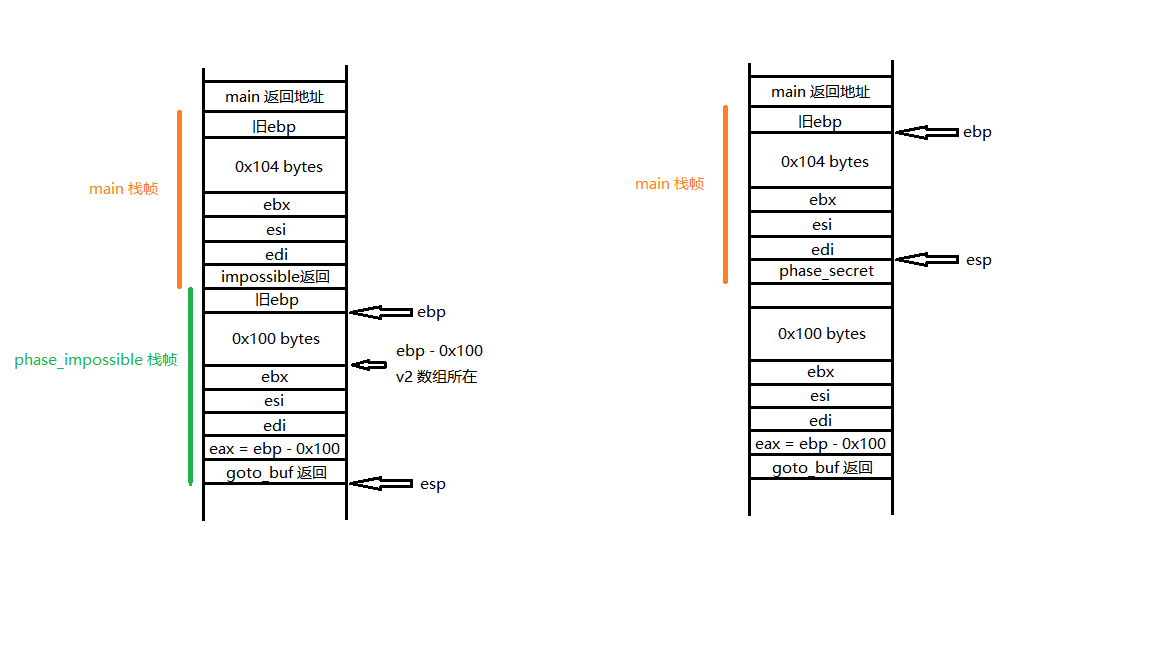 main 返回地址
旧ebp
0x104 bytes
main 栈帧
ebx
esi
edi
impossible返回
旧ebp
ebp
0x100 bytes
phase_impossible 栈帧
ebp - 0x100
v2 数组所在
ebx
esi
edi
eax = ebp - 0x100
goto_buf 返回
esp
main 返回地址
旧ebp
ebp
0x104 bytes
main 栈帧
ebx
esi
edi
esp
phase_secret
0x100 bytes
ebx
esi
edi
eax = ebp - 0x100
goto_buf 返回